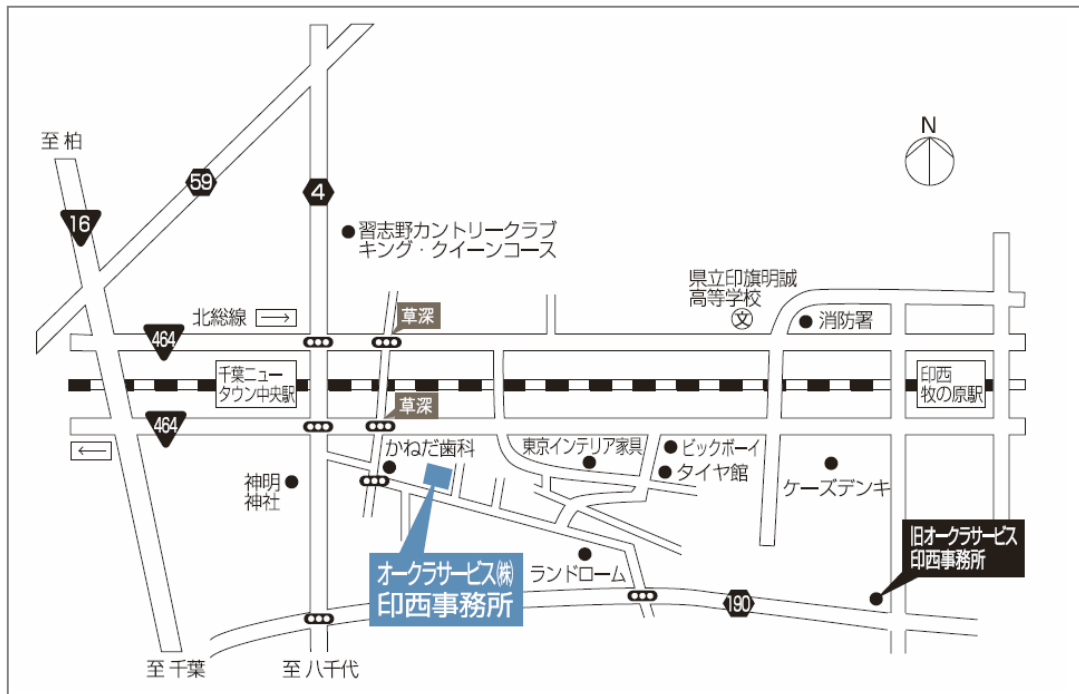 N
至 柏
59
4
16
習志野カントリークラブ
キング・クイーンコース
県立印旛明誠
高等学校
文
消防署
北総線
草深
464
千葉ニュー
タウン中央駅
印西
牧の原駅
草深
464
かねだ歯科
東京インテリア家具
ビックボーイ
タイヤ館
ケーズデンキ
神明
神社
旧オークラサービス
印西事務所
オークラサービス㈱
印西事務所
ランドローム
190
至 千葉
至 八千代